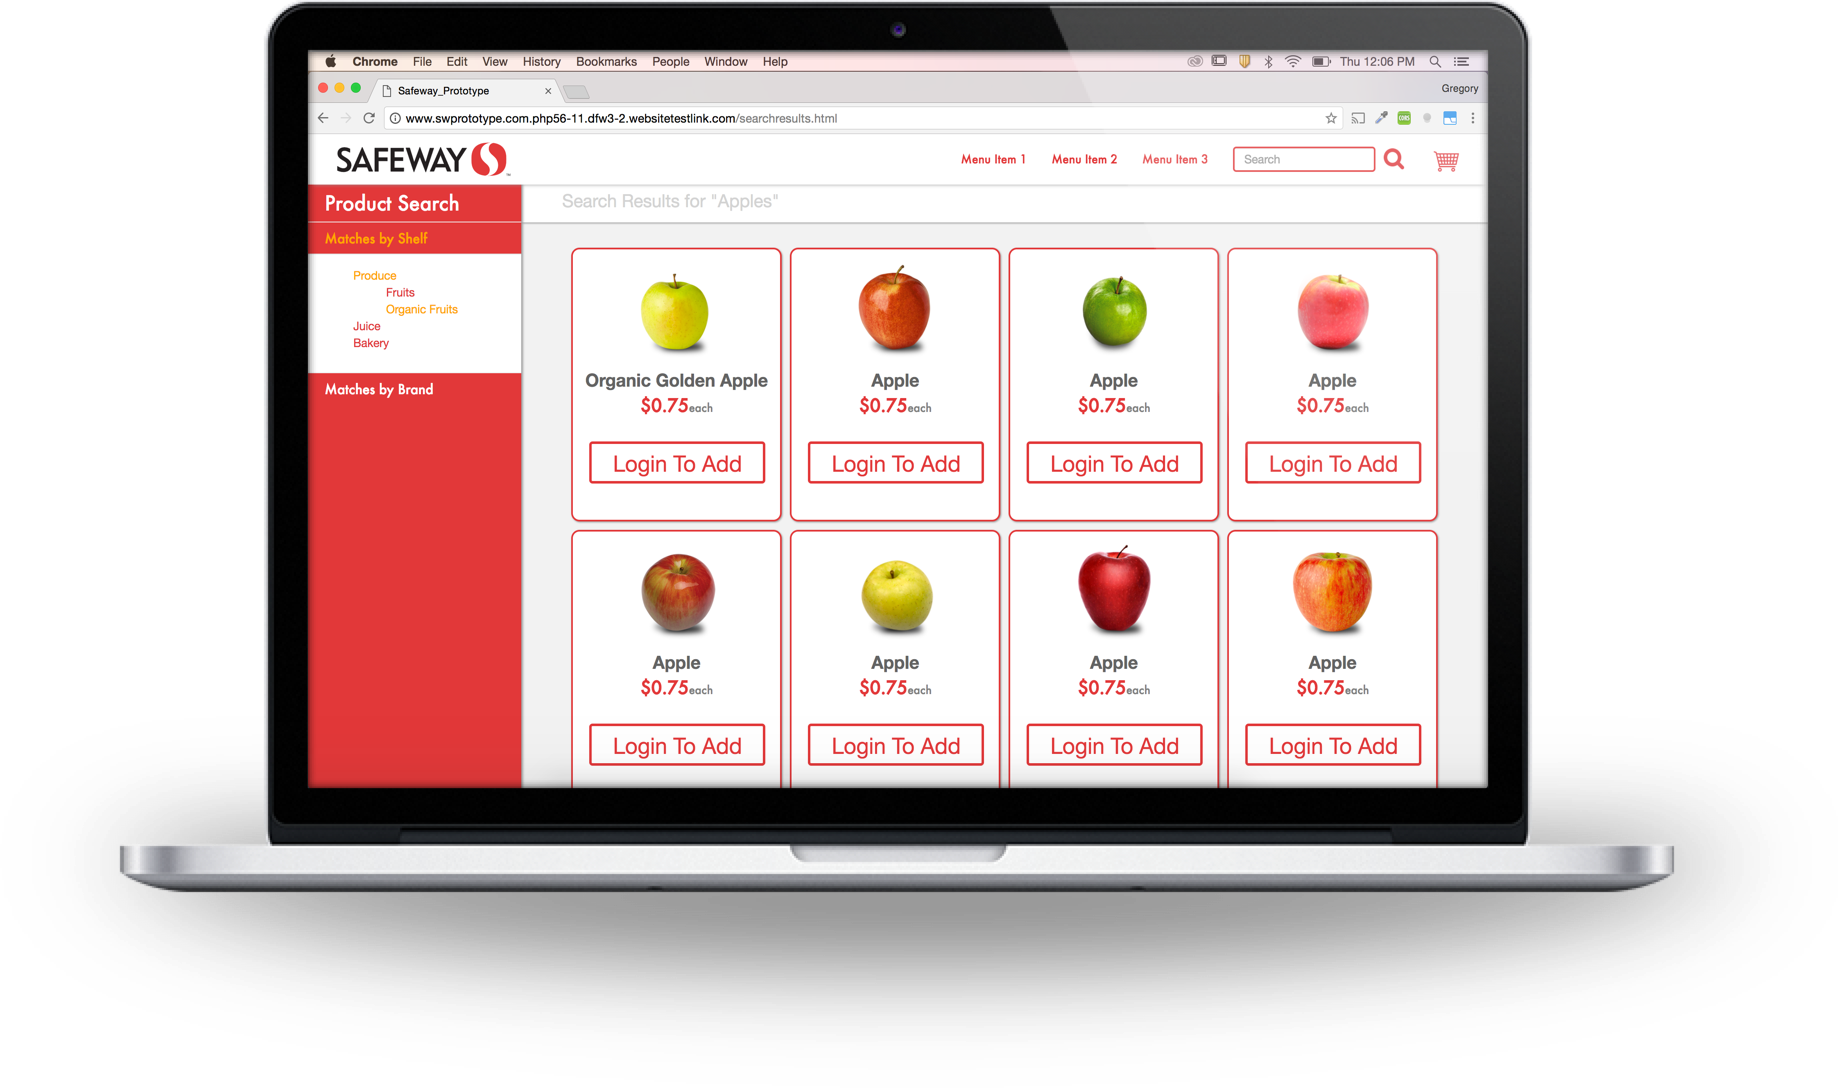 Chrome File Edit View History Bookmarks People Window Help Thu 12:06 PM
Safeway_Prototype Gregory
www.swprototype.com.php56-11.dfw3-2.websitetestlink.com/searchresults.html
SAFEWAY Menu Item 1 Menu Item 2 Menu Item 3 Search
Product Search
Search Results for "Apples"
Matches by Shelf
Produce
Fruits
Organic Fruits
Juice
Bakery
Matches by Brand
Organic Golden Apple Apple Apple Apple
$0.75each $0.75each $0.75each $0.75each
Login To Add Login To Add Login To Add Login To Add
Apple Apple Apple Apple
$0.75each $0.75each $0.75each $0.75each
Login To Add Login To Add Login To Add Login To Add